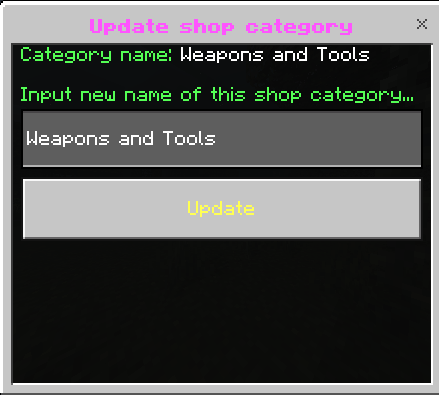 Update shop category
Category name: Weapons and Tools
Input new name of this shop category...
Weapons and Tools
Update